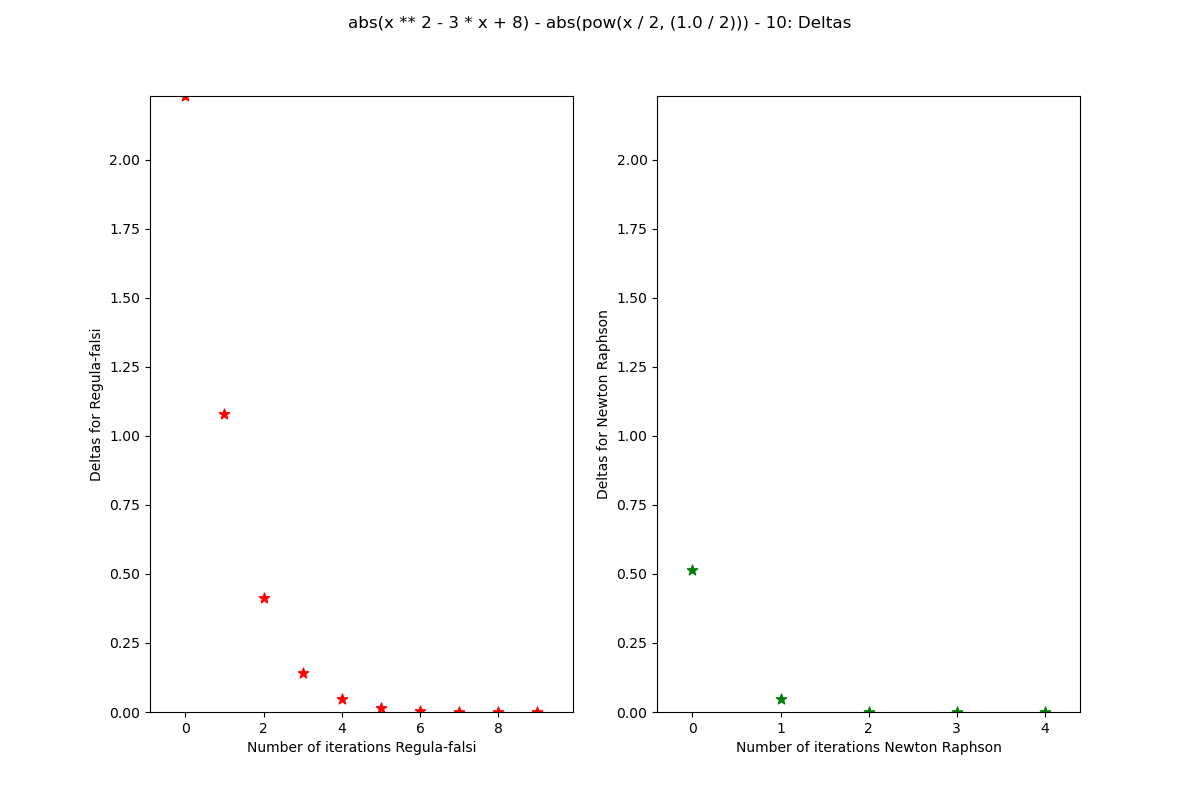 abs(x ** 2 - 3 * x + 8) - abs(pow(x / 2, (1.0 / 2))) - 10: Deltas
2.00
1.75
1.50
1.25
1.00
0.75
0.50
0.25
0.00
Deltas for Regula-falsi
0 2 4 6 8
Number of iterations Regula-falsi
2.00
1.75
1.50
1.25
1.00
0.75
0.50
0.25
0.00
Deltas for Newton Raphson
0 1 2 3 4
Number of iterations Newton Raphson